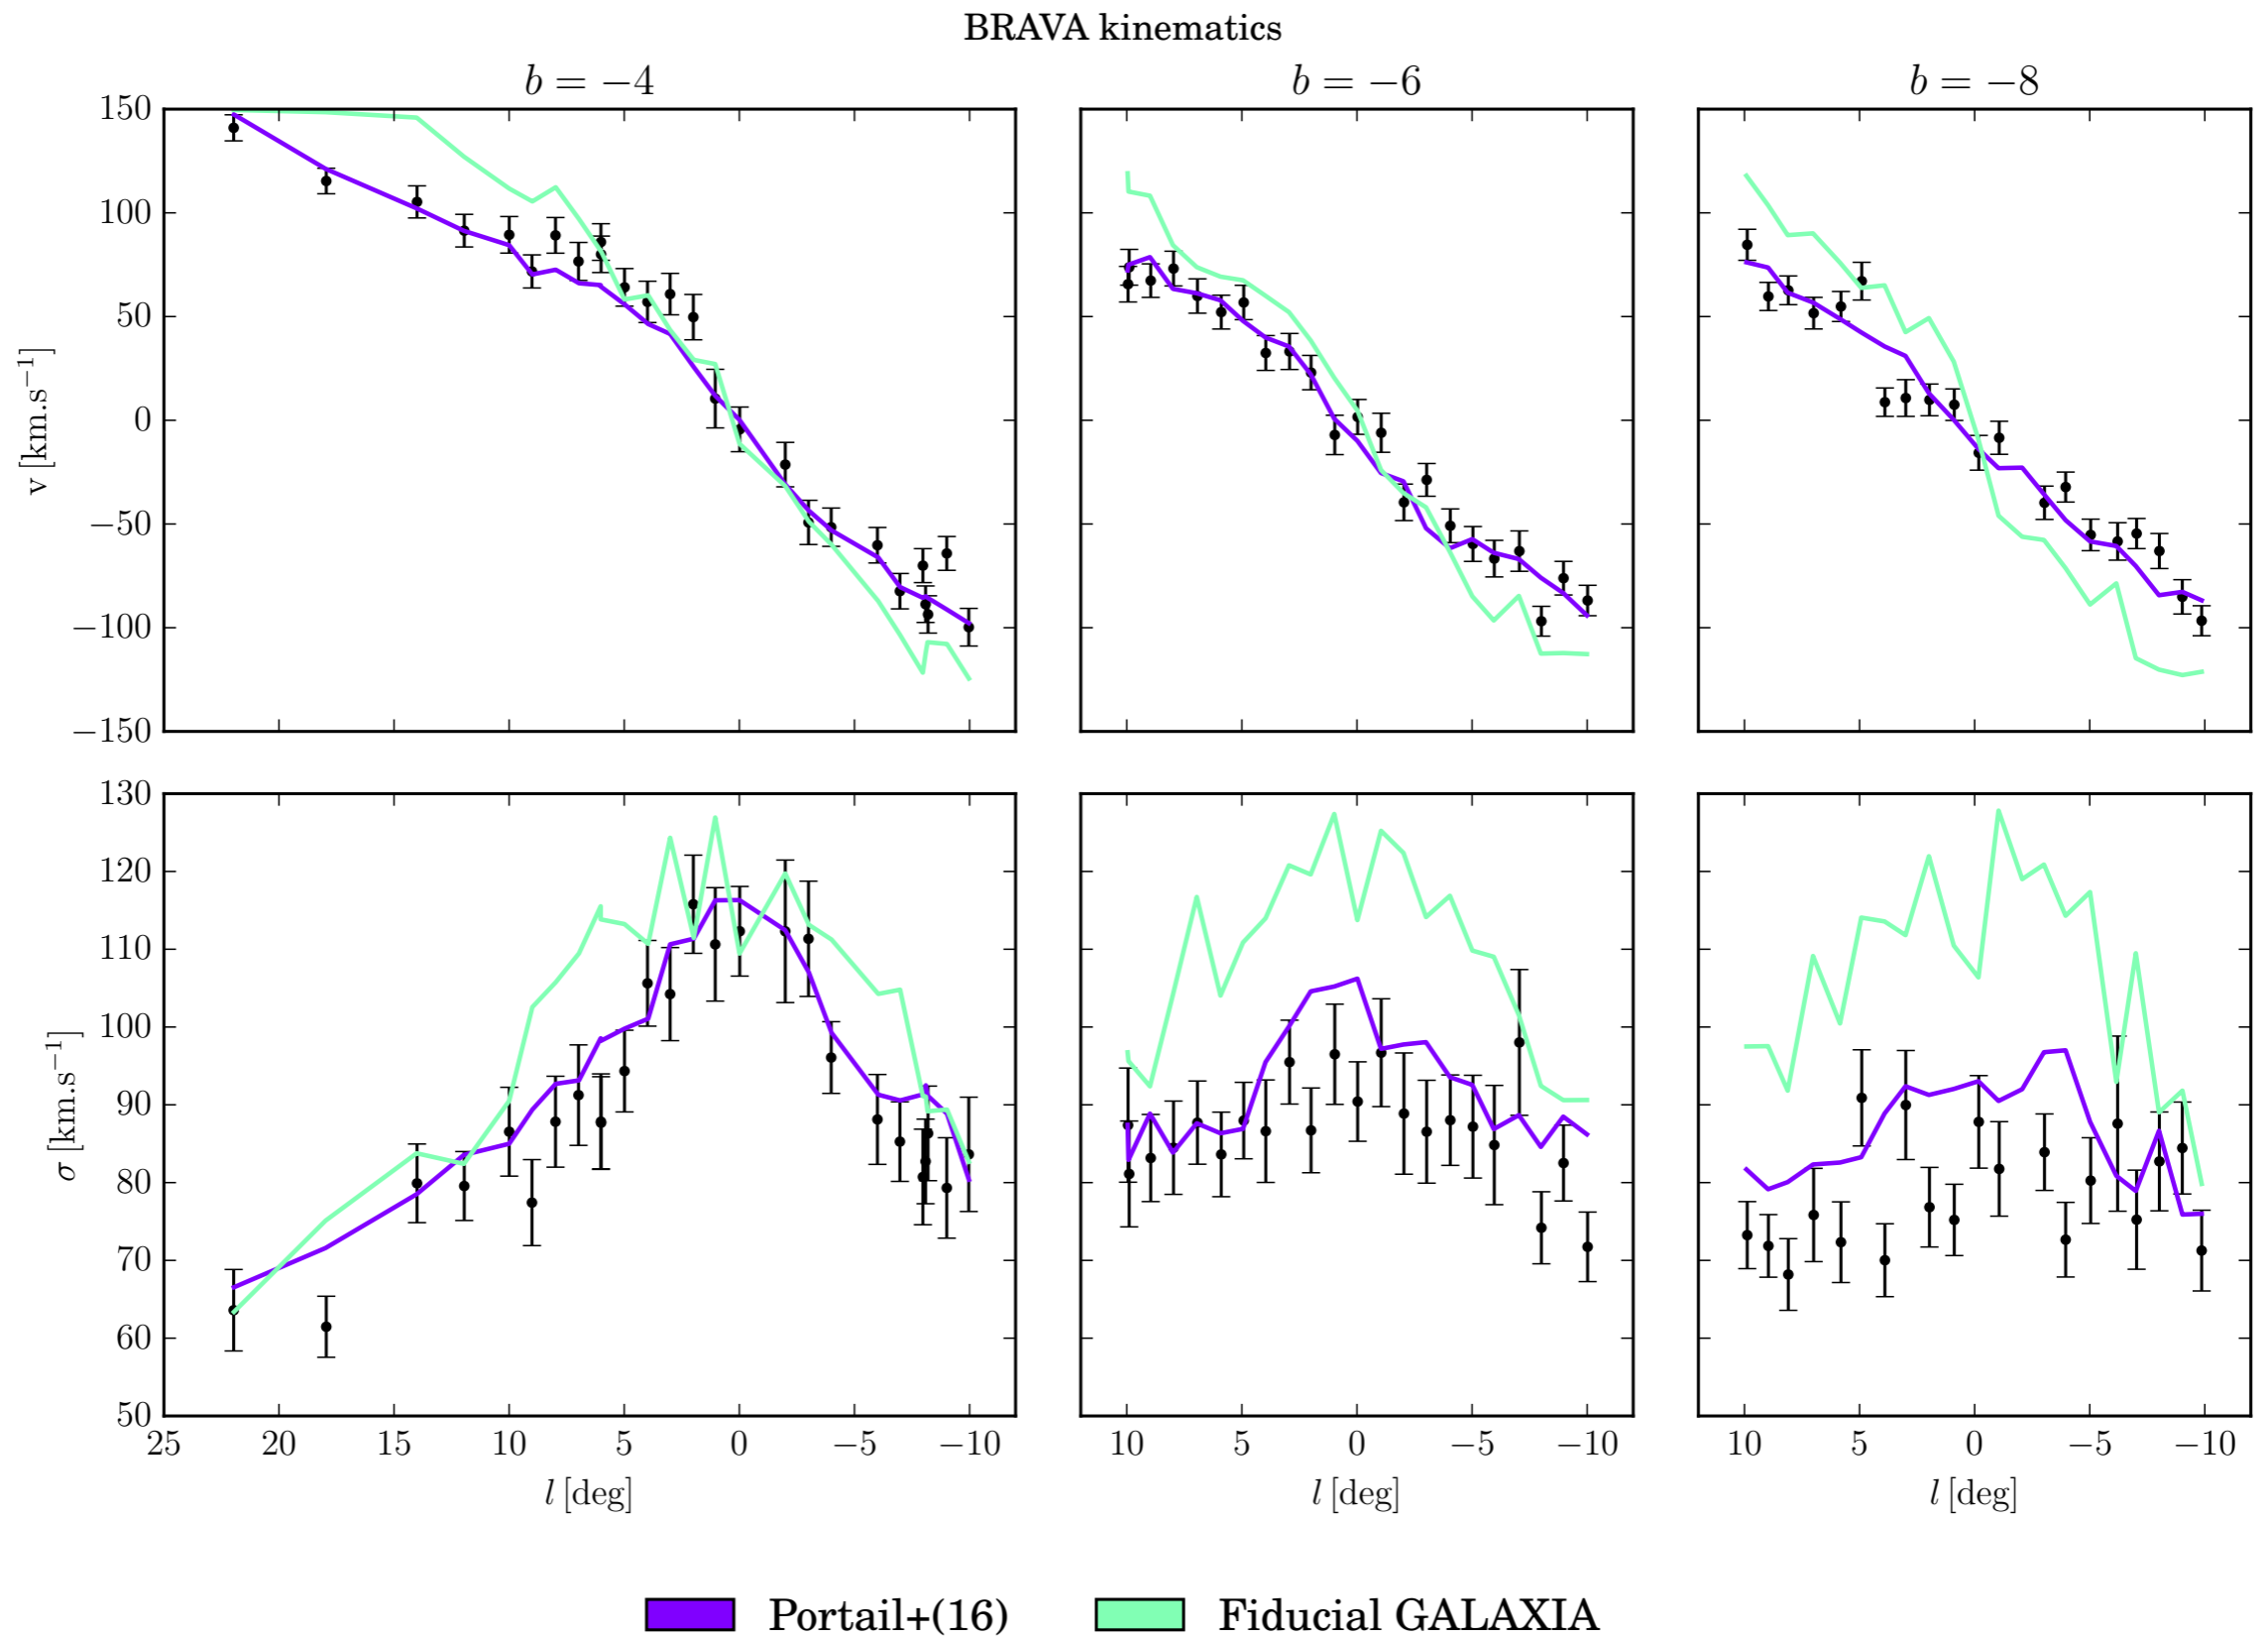 BRAVA kinematics
b = −4 b = −6 b = −8
150
100
50
0
−50
−100
−150
v [km.s⁻¹]
130
120
110
100
90
80
70
60
50
σ [km.s⁻¹]
25 20 15 10 5 0 −5 −10 10 5 0 −5 −10 10 5 0 −5 −10
l [deg] l [deg] l [deg]
Portail+(16) Fiducial GALAXIA